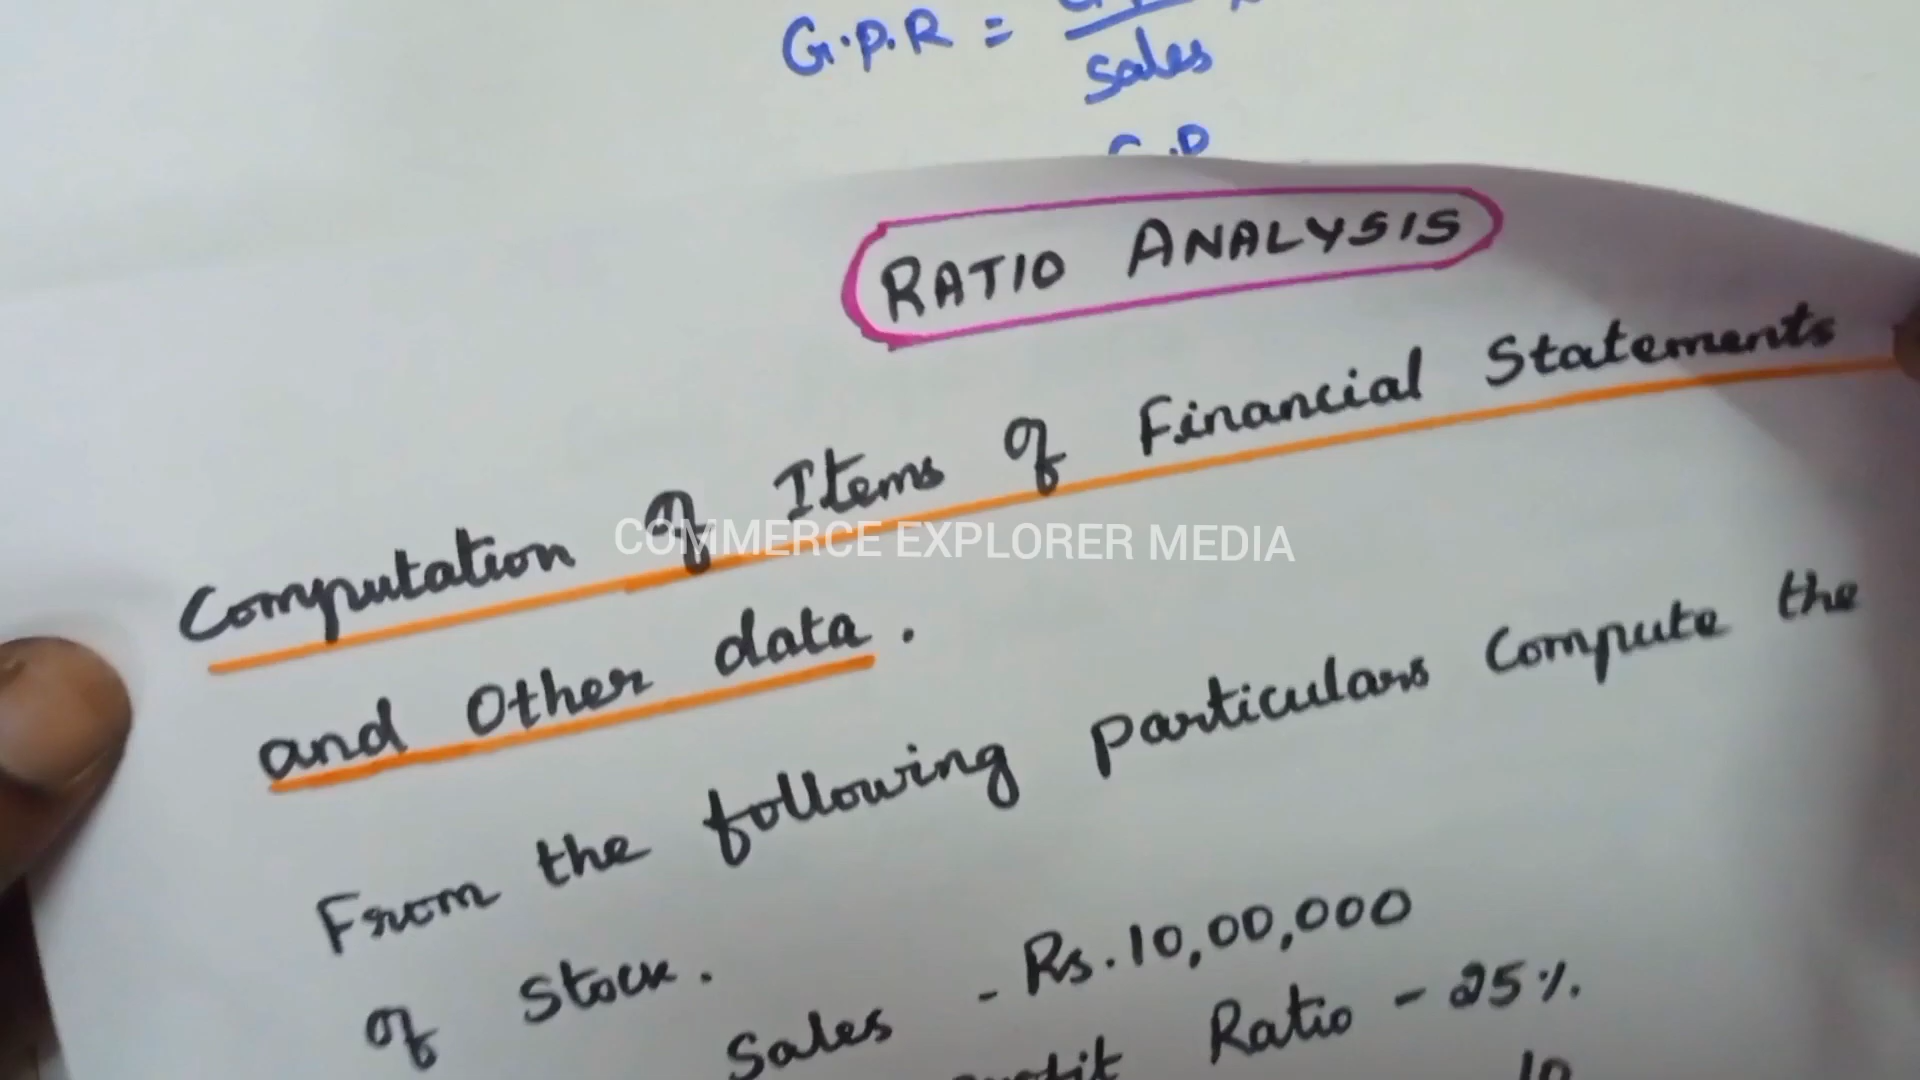 G.P.R =
Sales
G.P
RATIO ANALYSIS
Computation of Items of Financial Statements
and Other data.
COMMERCE EXPLORER MEDIA
From the following particulars Compute the
of Stock.
Sales - Rs. 10,00,000
Ratio - 25%.
10